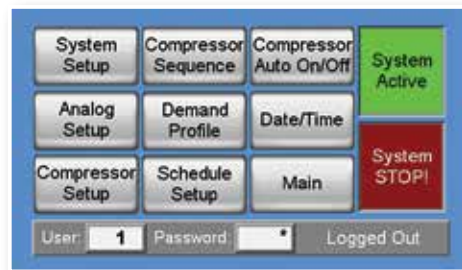 System
Setup
Compressor
Sequence
Compressor
Auto On/Off
System
Active
Analog
Setup
Demand
Profile
Date/Time
System
STOP!
Compressor
Setup
Schedule
Setup
Main
User: 1 Password: * Logged Out